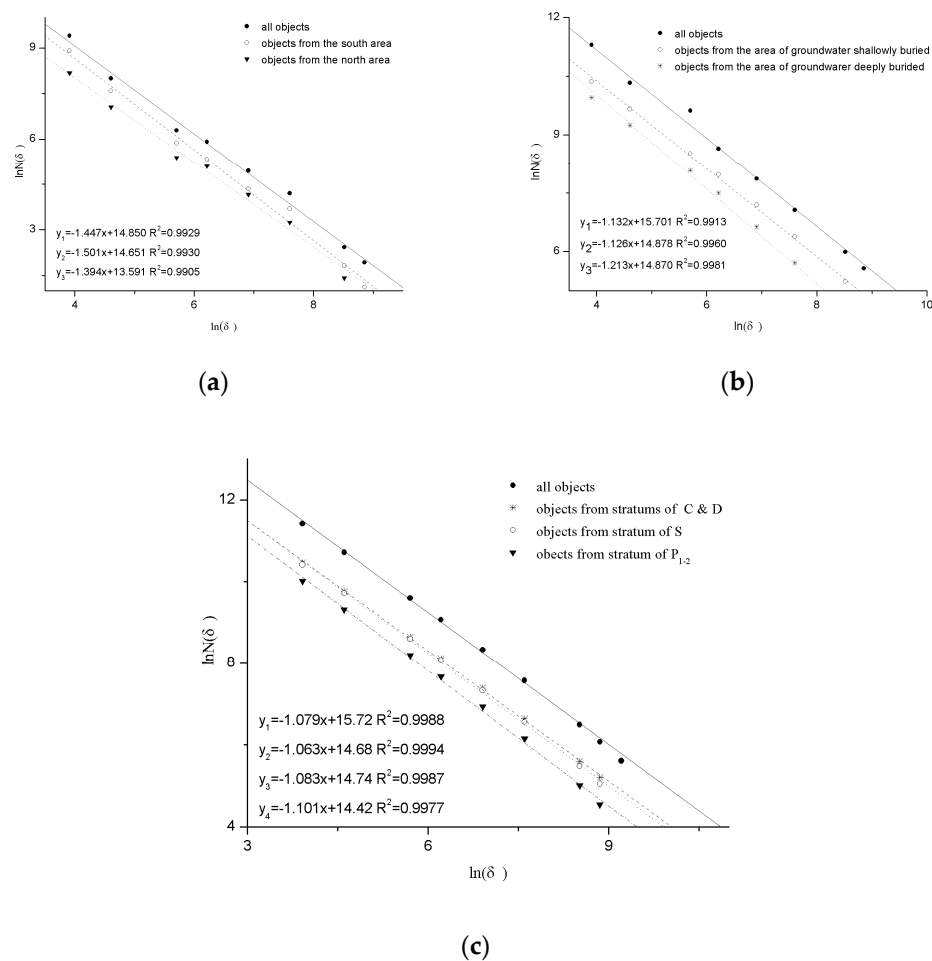 all objects
objects from the south area
objects from the north area
9
6
3
lnN(δ )
y1=-1.447x+14.850 R2=0.9929
y2=-1.501x+14.651 R2=0.9930
y3=-1.394x+13.591 R2=0.9905
4 6 8
ln(δ )
(a)
12
9
6
all objects
objects from the area of groundwater shallowly buried
objects from the area of groundwarer deeply burided
lnN(δ )
y1=-1.132x+15.701 R2=0.9913
y2=-1.126x+14.878 R2=0.9960
y3=-1.213x+14.870 R2=0.9981
4 6 8 10
ln(δ )
(b)
12
8
4
all objects
objects from stratums of C & D
objects from stratum of S
obects from stratum of P1-2
lnN(δ )
y1=-1.079x+15.72 R2=0.9988
y2=-1.063x+14.68 R2=0.9994
y3=-1.083x+14.74 R2=0.9987
y4=-1.101x+14.42 R2=0.9977
3 6 9
ln(δ )
(c)